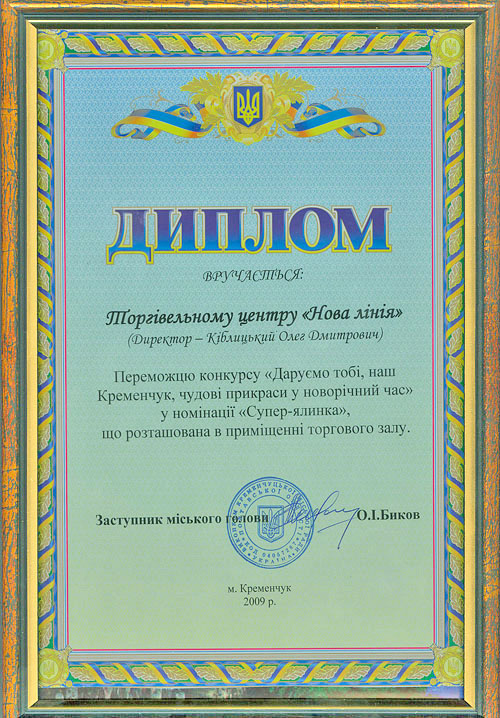 ДИПЛОМ
ВРУЧАЄТЬСЯ:
Торгівельному центру «Нова лінія»
(Директор – Кіблицький Олег Дмитрович)
Переможцю конкурсу «Даруємо тобі, наш
Кременчук, чудові прикраси у новорічний час»
у номінації «Супер-ялинка»,
що розташована в приміщенні торгового залу.
Заступник міського голови О.І.Биков
м. Кременчук
2009 р.